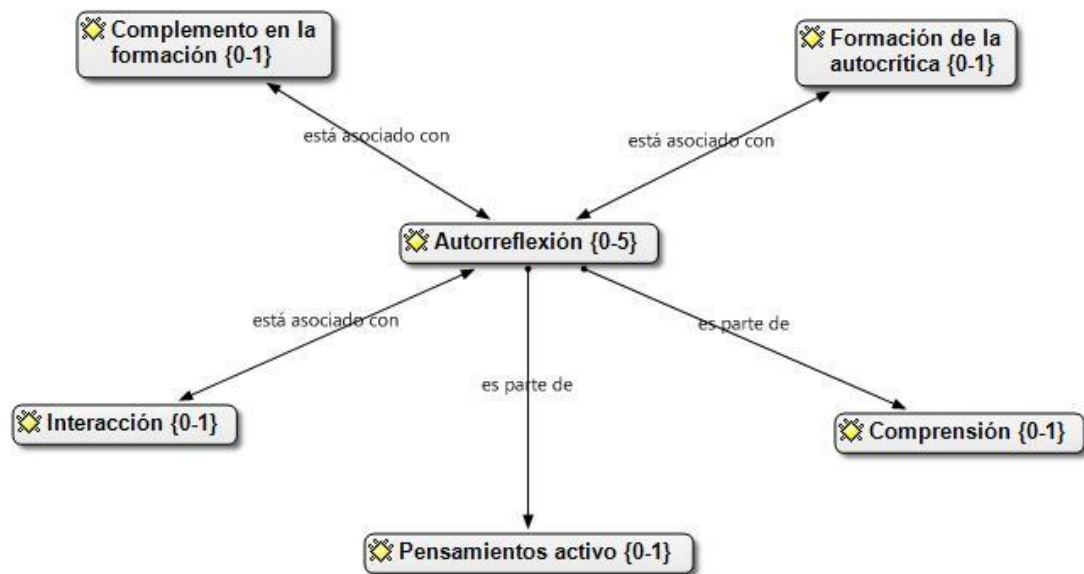 Complemento en la
formación {0-1}
Formación de la
autocrítica {0-1}
está asociado con
está asociado con
Autorreflexión {0-5}
está asociado con
es parte de
es parte de
Interacción {0-1}
Comprensión {0-1}
Pensamientos activo {0-1}